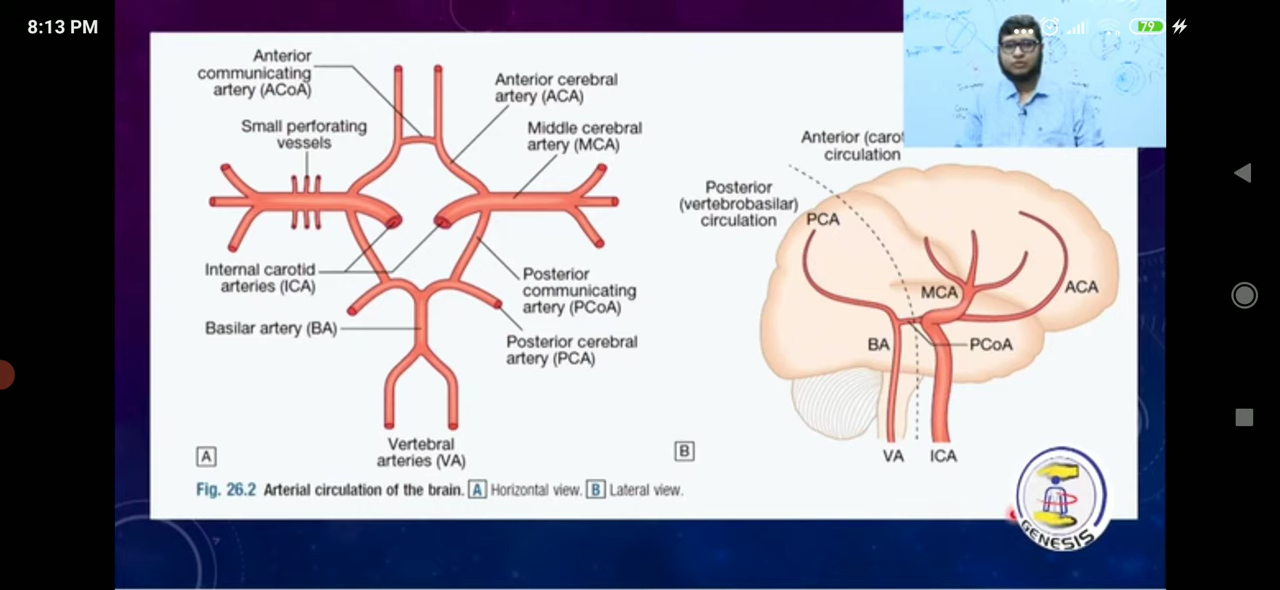 8:13 PM
79
Anterior
communicating
artery (ACoA)
Anterior cerebral
artery (ACA)
Small perforating
vessels
Middle cerebral
artery (MCA)
Internal carotid
arteries (ICA)
Posterior
communicating
artery (PCoA)
Basilar artery (BA)
Posterior cerebral
artery (PCA)
Vertebral
arteries (VA)
A
Anterior (carot
circulation
Posterior
(vertebrobasilar)
circulation
PCA
MCA
ACA
BA
PCoA
VA ICA
B
Fig. 26.2 Arterial circulation of the brain. A Horizontal view. B Lateral view.
GENESIS